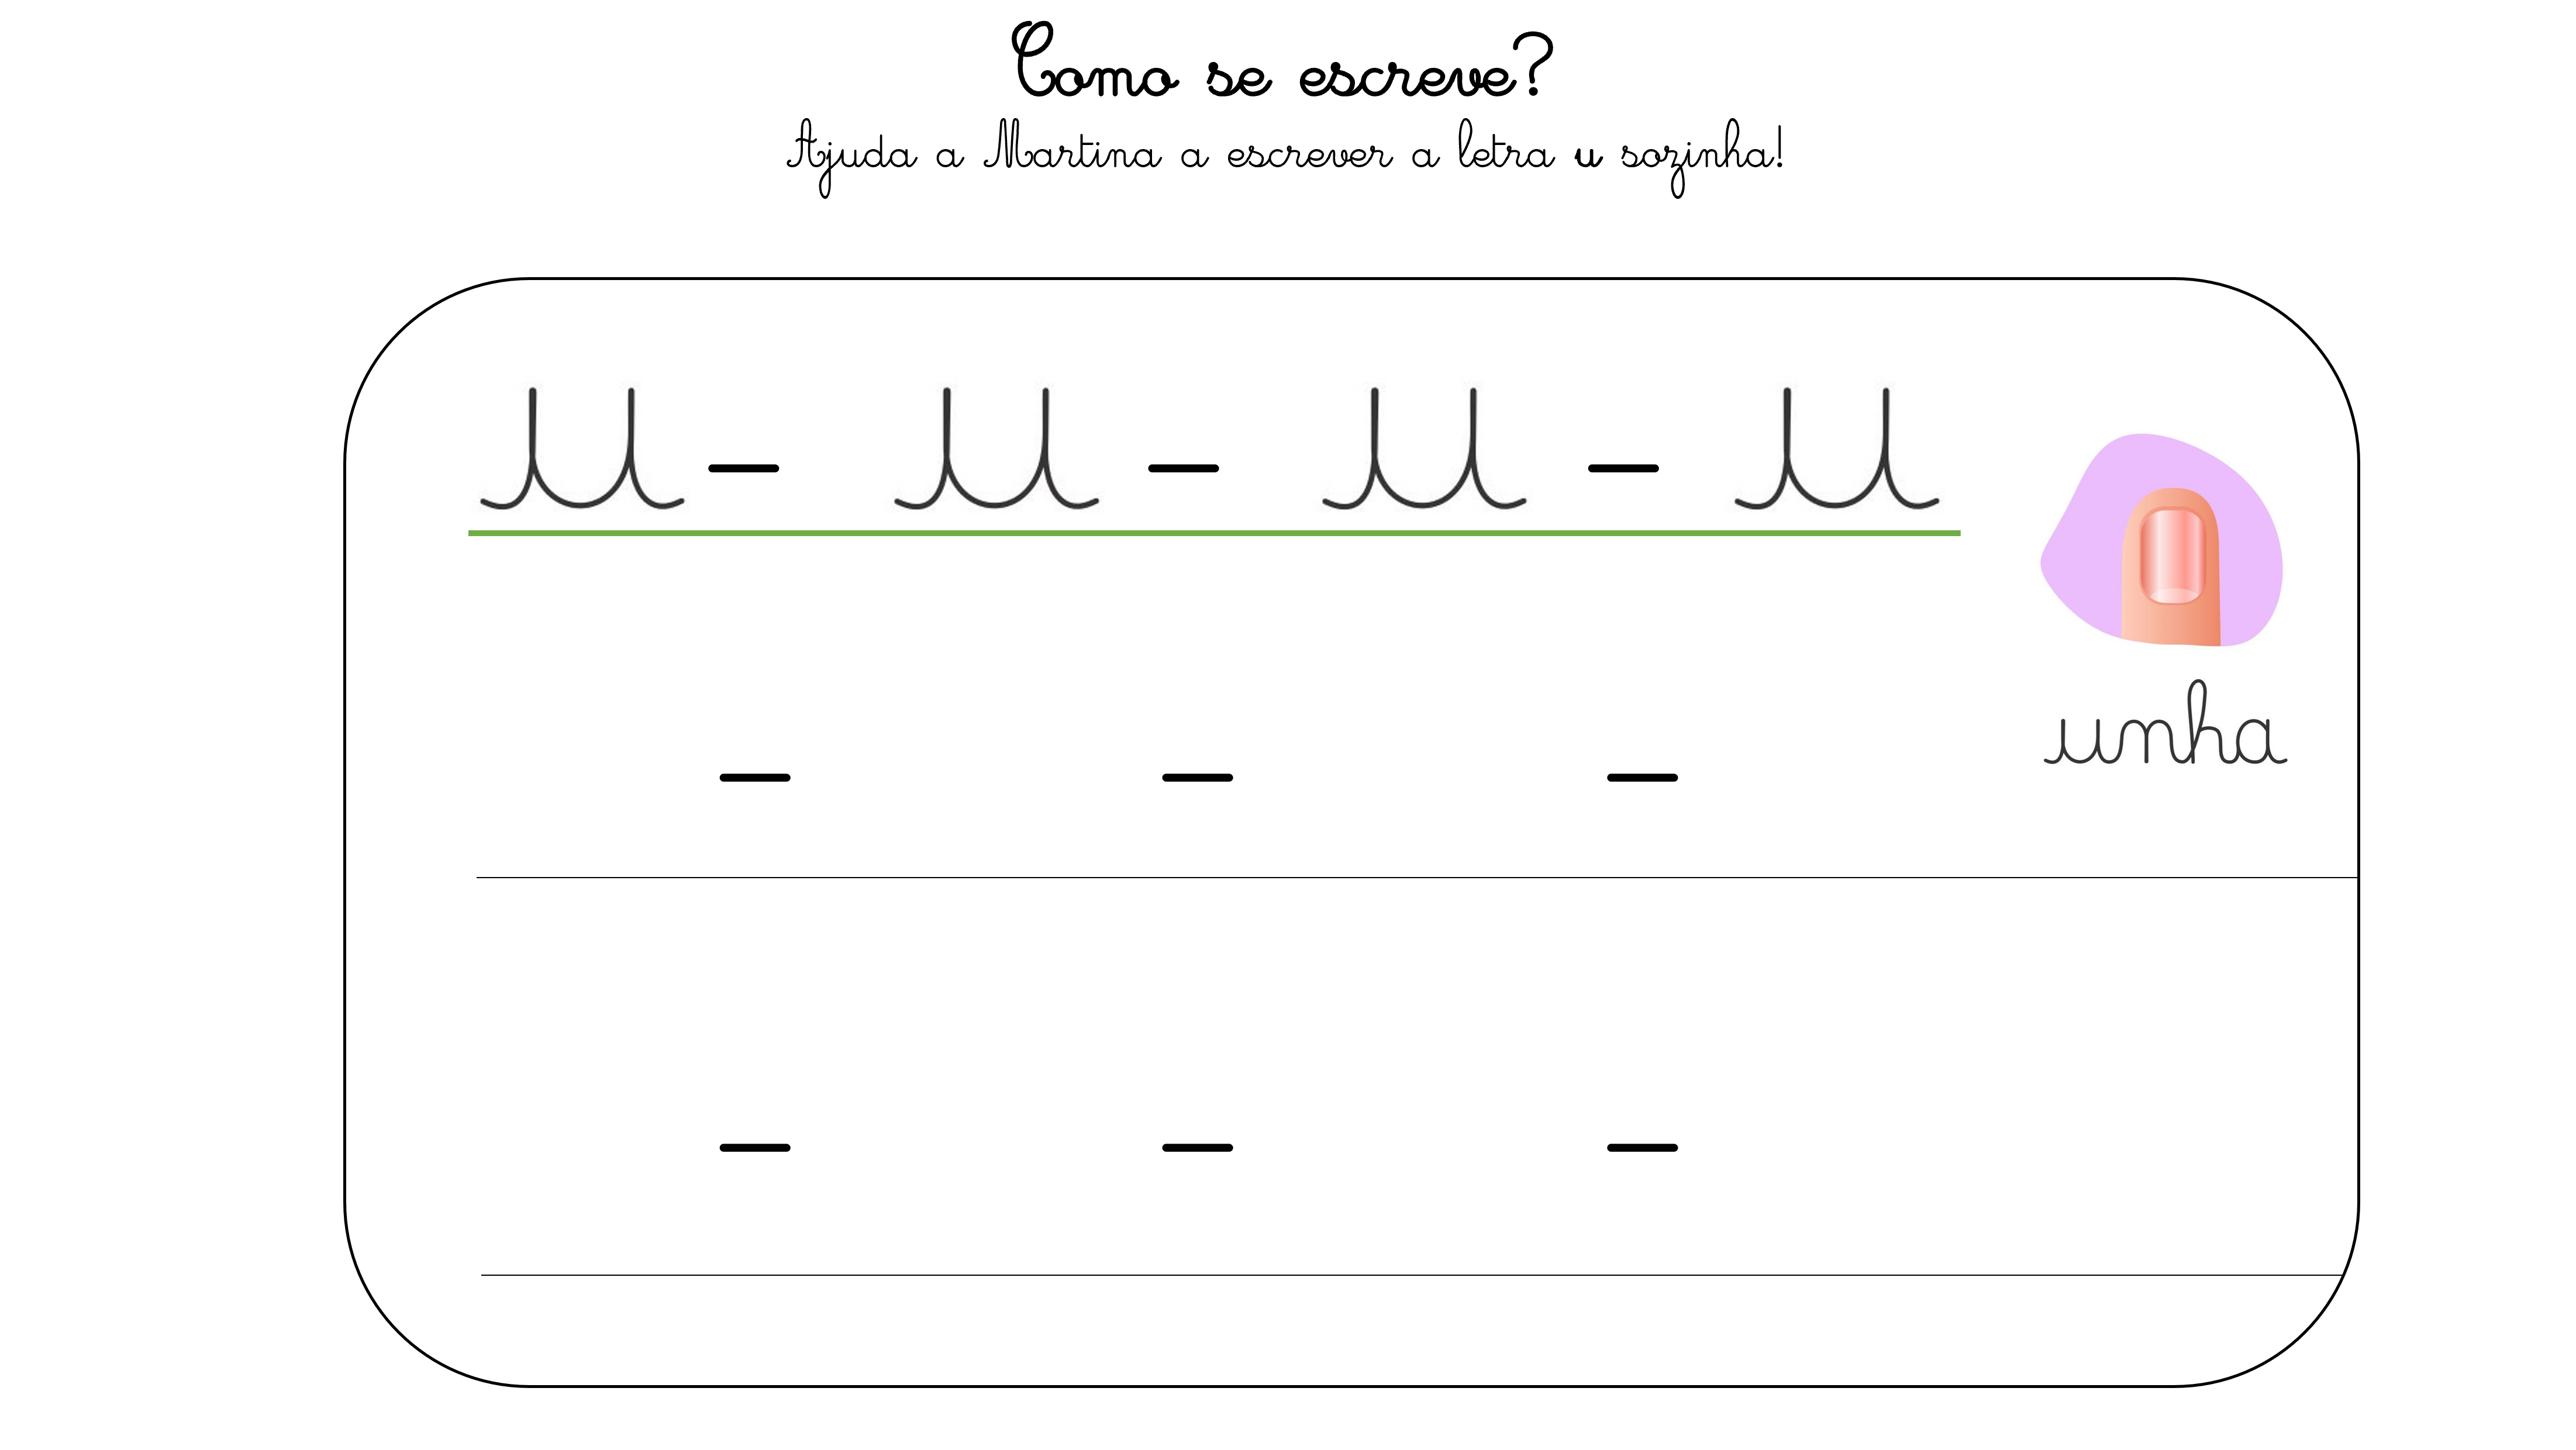 Como se escreve?
Ajuda a Martina a escrever a letra u sozinha!
u – u – u – u
unha
– – –
– – –